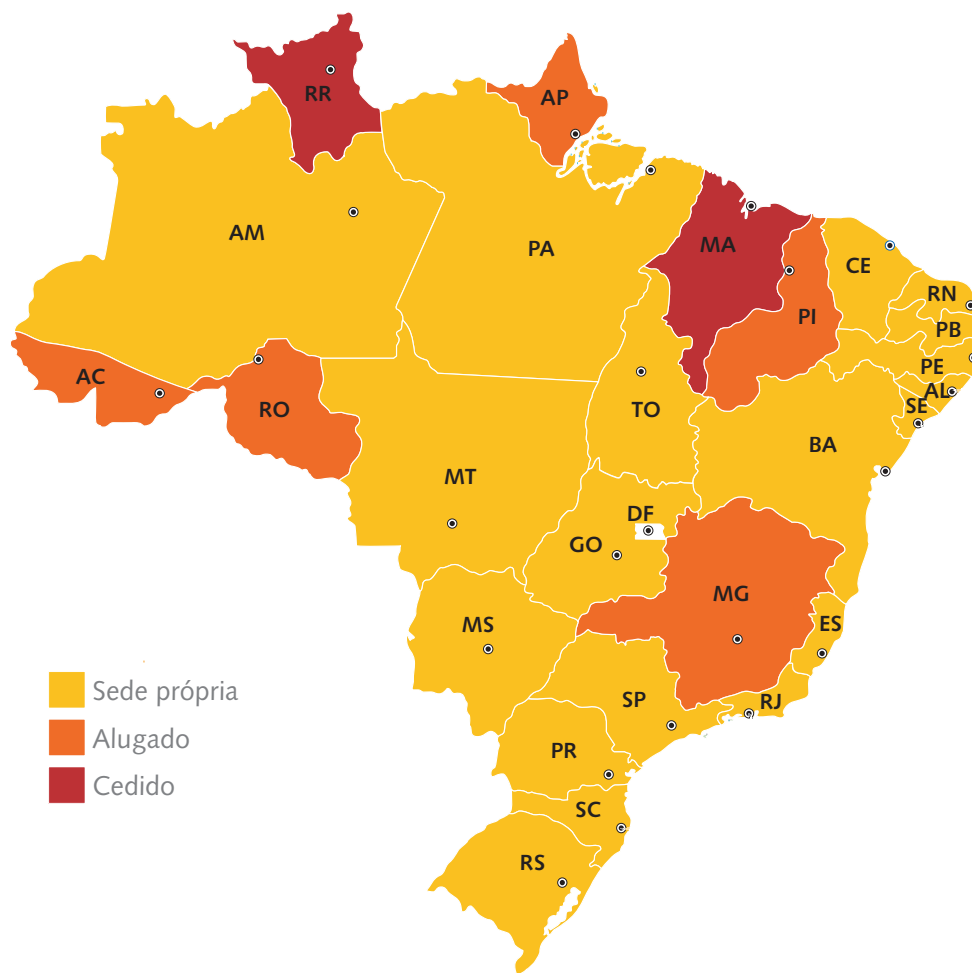 RR
AP
AM
PA
MA
CE
RN
PI
PB
PE
AC
AL
RO
TO
SE
BA
MT
DF
GO
MG
MS
ES
SP
RJ
PR
SC
RS
Sede própria
Alugado
Cedido